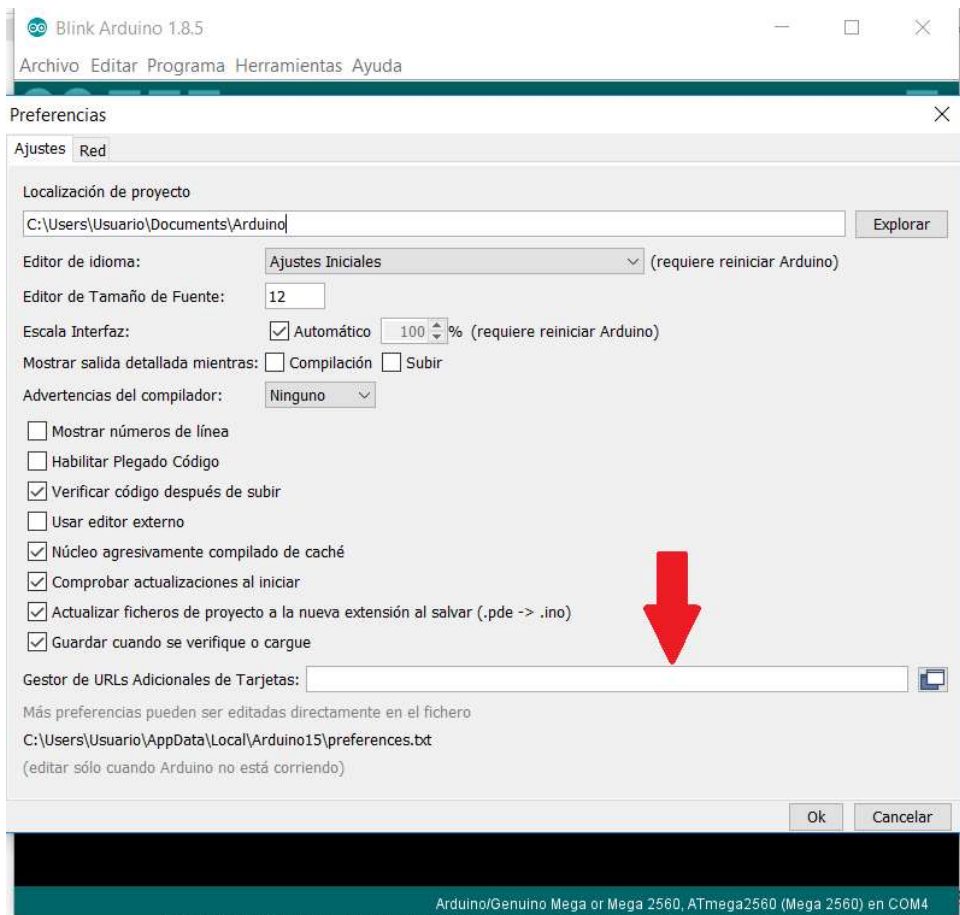 Blink Arduino 1.8.5
Archivo Editar Programa Herramientas Ayuda
Preferencias
Ajustes Red
Localización de proyecto
C:\Users\Usuario\Documents\Arduino Explorar
Editor de idioma: Ajustes Iniciales (requiere reiniciar Arduino)
Editor de Tamaño de Fuente: 12
Escala Interfaz: Automático 100 % (requiere reiniciar Arduino)
Mostrar salida detallada mientras: Compilación Subir
Advertencias del compilador: Ninguno
Mostrar números de línea
Habilitar Plegado Código
Verificar código después de subir
Usar editor externo
Núcleo agresivamente compilado de caché
Comprobar actualizaciones al iniciar
Actualizar ficheros de proyecto a la nueva extensión al salvar (.pde -> .ino)
Guardar cuando se verifique o cargue
Gestor de URLs Adicionales de Tarjetas:
Más preferencias pueden ser editadas directamente en el fichero
C:\Users\Usuario\AppData\Local\Arduino15\preferences.txt
(editar sólo cuando Arduino no está corriendo)
Ok Cancelar
Arduino/Genuino Mega or Mega 2560, ATmega2560 (Mega 2560) en COM4